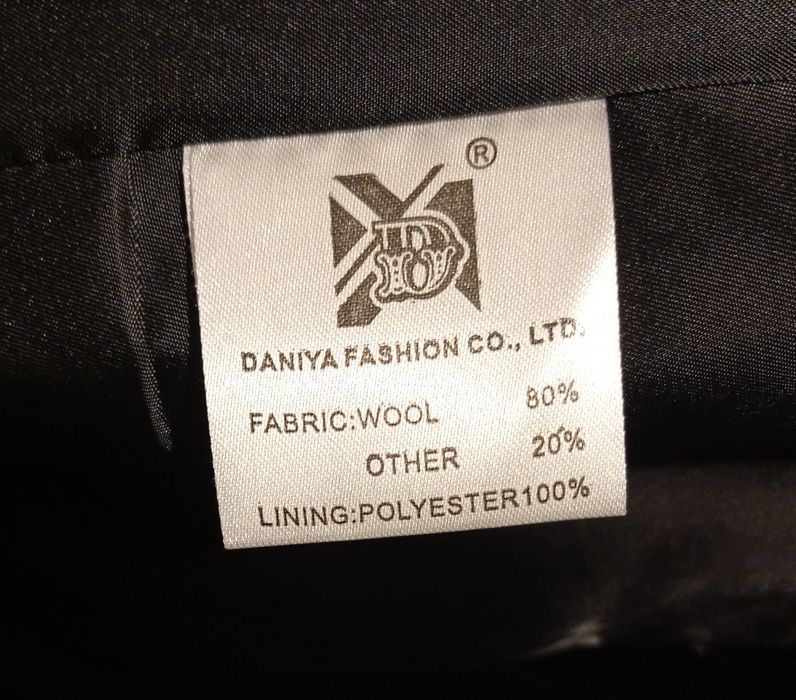 ®
D
DANIYA FASHION CO., LTD.
FABRIC:WOOL 80%
OTHER 20%
LINING:POLYESTER100%